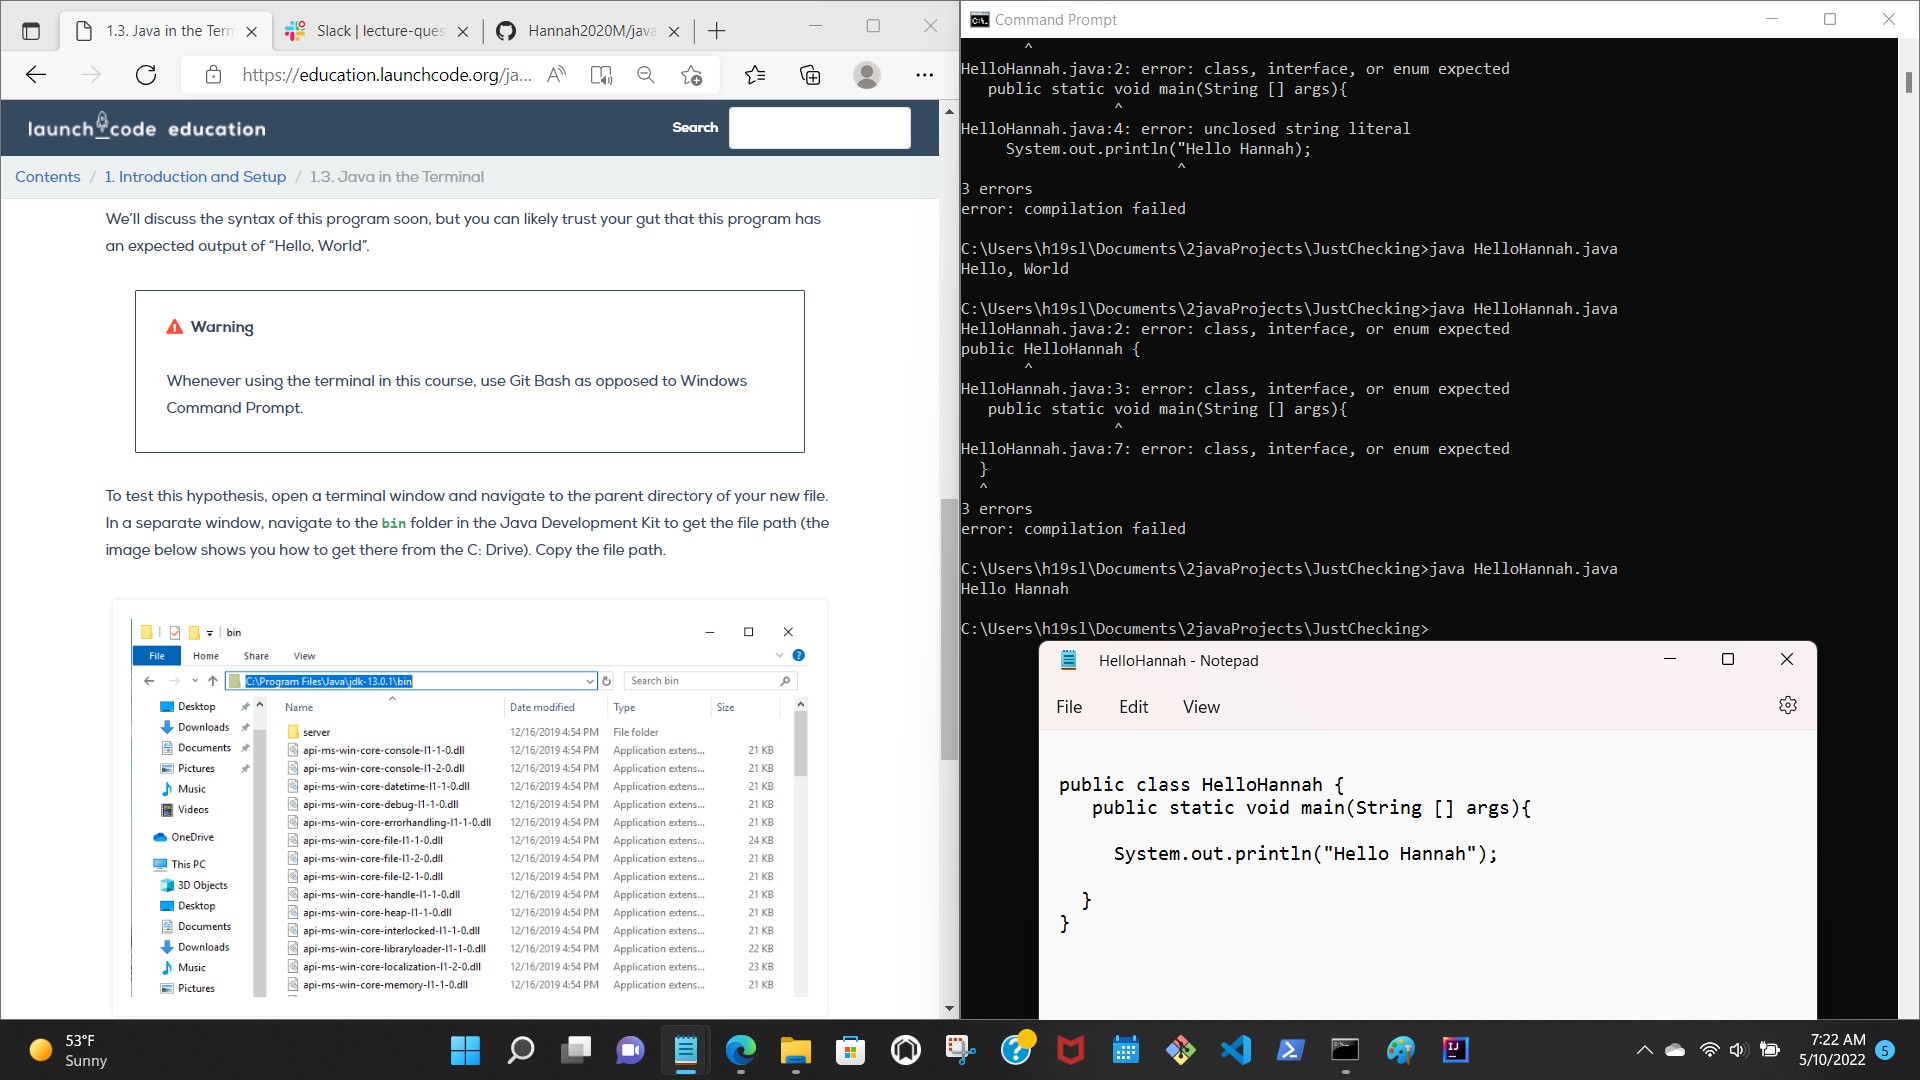 1.3. Java in the Term
Slack | lecture-ques
Hannah2020M/java
https://education.launchcode.org/ja...
launch code education
Search
Contents / 1. Introduction and Setup / 1.3. Java in the Terminal
We'll discuss the syntax of this program soon, but you can likely trust your gut that this program has
an expected output of “Hello, World”.
Warning
Whenever using the terminal in this course, use Git Bash as opposed to Windows
Command Prompt.
To test this hypothesis, open a terminal window and navigate to the parent directory of your new file.
In a separate window, navigate to the bin folder in the Java Development Kit to get the file path (the
image below shows you how to get there from the C: Drive). Copy the file path.
bin
File Home Share View
C:\Program Files\Java\jdk-13.0.1\bin
Search bin
Desktop
Downloads
Documents
Pictures
Music
Videos
OneDrive
This PC
3D Objects
Desktop
Documents
Downloads
Music
Pictures
Name Date modified Type Size
server 12/16/2019 4:54 PM File folder
api-ms-win-core-console-l1-1-0.dll 12/16/2019 4:54 PM Application extens... 21 KB
api-ms-win-core-console-l1-2-0.dll 12/16/2019 4:54 PM Application extens... 21 KB
api-ms-win-core-datetime-l1-1-0.dll 12/16/2019 4:54 PM Application extens... 21 KB
api-ms-win-core-debug-l1-1-0.dll 12/16/2019 4:54 PM Application extens... 21 KB
api-ms-win-core-errorhandling-l1-1-0.dll 12/16/2019 4:54 PM Application extens... 21 KB
api-ms-win-core-file-l1-1-0.dll 12/16/2019 4:54 PM Application extens... 24 KB
api-ms-win-core-file-l1-2-0.dll 12/16/2019 4:54 PM Application extens... 21 KB
api-ms-win-core-file-l2-1-0.dll 12/16/2019 4:54 PM Application extens... 21 KB
api-ms-win-core-handle-l1-1-0.dll 12/16/2019 4:54 PM Application extens... 21 KB
api-ms-win-core-heap-l1-1-0.dll 12/16/2019 4:54 PM Application extens... 21 KB
api-ms-win-core-interlocked-l1-1-0.dll 12/16/2019 4:54 PM Application extens... 21 KB
api-ms-win-core-libraryloader-l1-1-0.dll 12/16/2019 4:54 PM Application extens... 22 KB
api-ms-win-core-localization-l1-2-0.dll 12/16/2019 4:54 PM Application extens... 23 KB
api-ms-win-core-memory-l1-1-0.dll 12/16/2019 4:54 PM Application extens... 21 KB
Command Prompt
^
HelloHannah.java:2: error: class, interface, or enum expected
public static void main(String [] args){
^
HelloHannah.java:4: error: unclosed string literal
System.out.println("Hello Hannah);
^
3 errors
error: compilation failed
C:\Users\h19sl\Documents\2javaProjects\JustChecking>java HelloHannah.java
Hello, World
C:\Users\h19sl\Documents\2javaProjects\JustChecking>java HelloHannah.java
HelloHannah.java:2: error: class, interface, or enum expected
public HelloHannah {
^
HelloHannah.java:3: error: class, interface, or enum expected
public static void main(String [] args){
^
HelloHannah.java:7: error: class, interface, or enum expected
}
^
3 errors
error: compilation failed
C:\Users\h19sl\Documents\2javaProjects\JustChecking>java HelloHannah.java
Hello Hannah
C:\Users\h19sl\Documents\2javaProjects\JustChecking>
HelloHannah - Notepad
File Edit View
public class HelloHannah {
public static void main(String [] args){
System.out.println("Hello Hannah");
}
}
53°F
Sunny
7:22 AM
5/10/2022
5